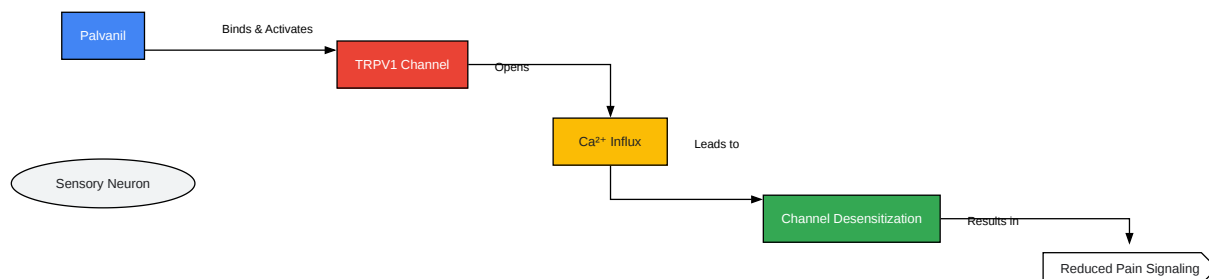 Palvanil
Binds & Activates
TRPV1 Channel
Opens
Ca²⁺ Influx
Leads to
Sensory Neuron
Channel Desensitization
Results in
Reduced Pain Signaling